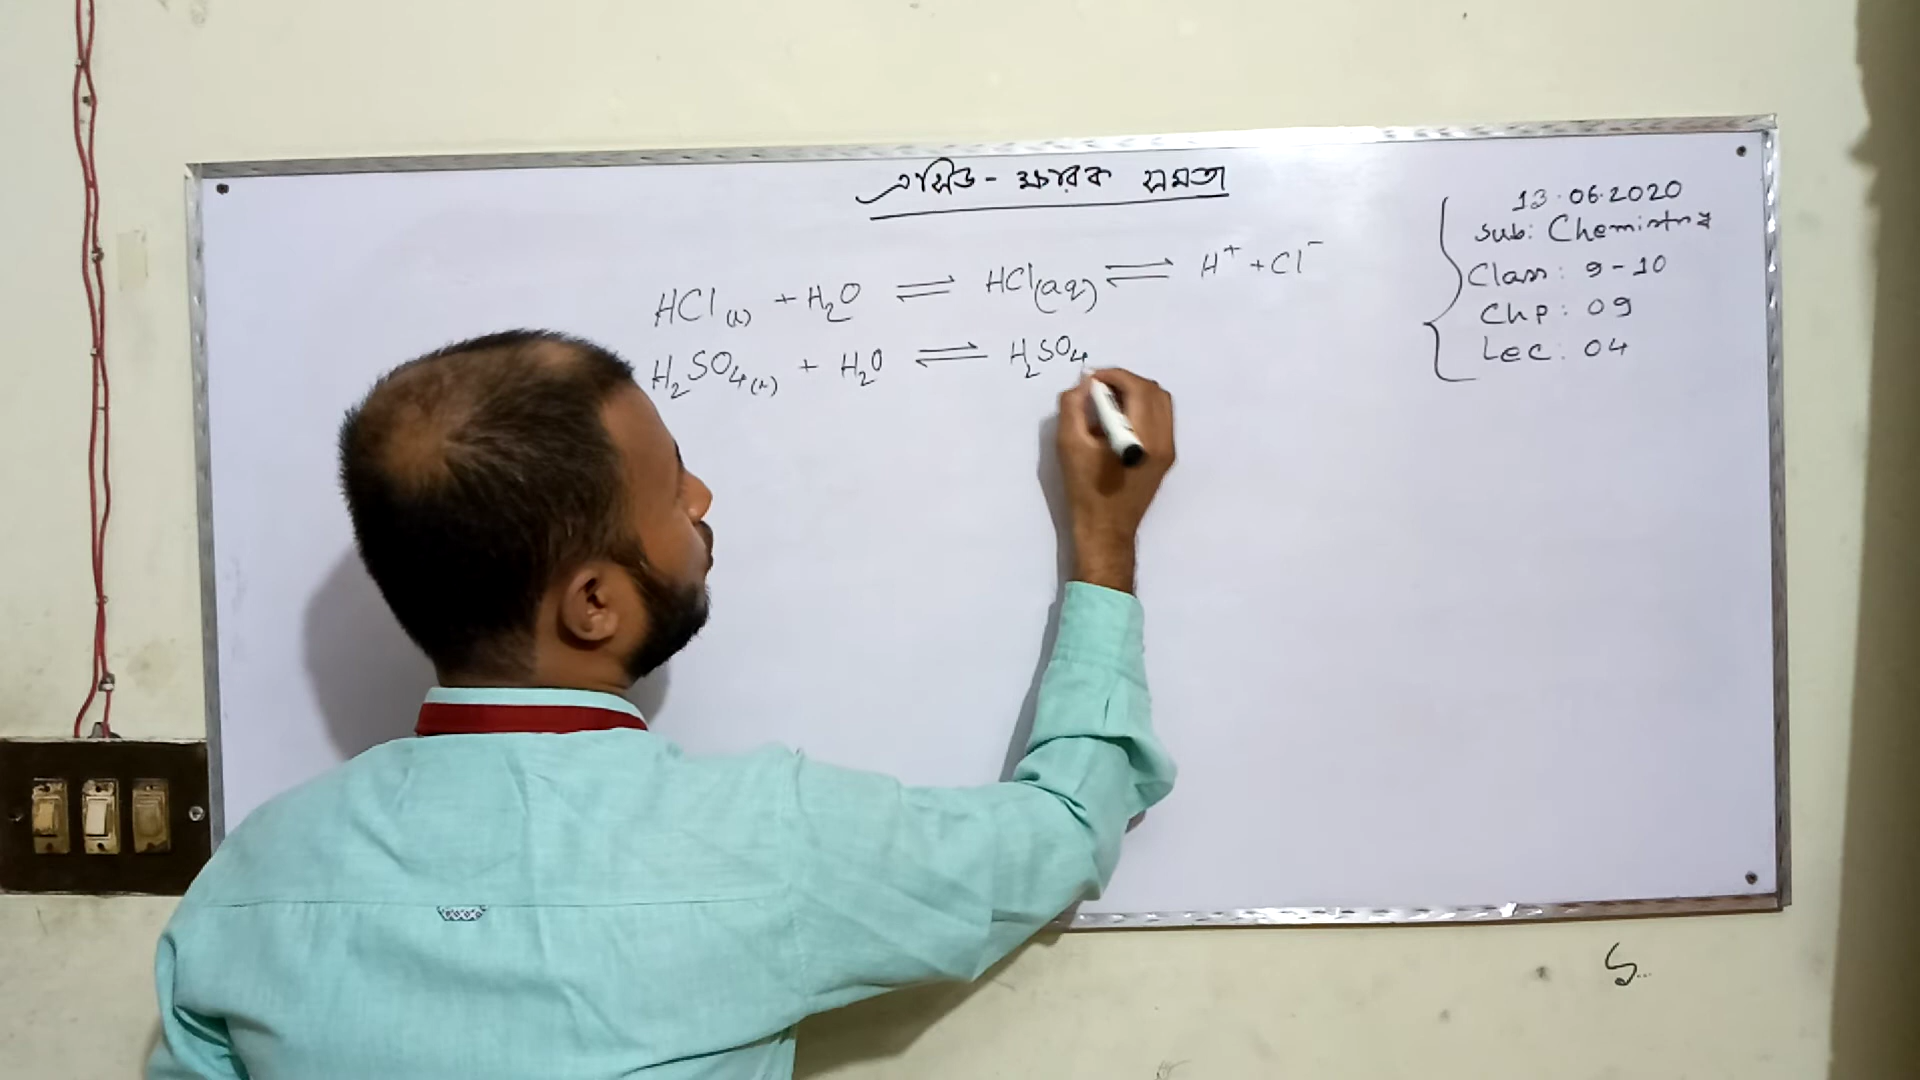 এসিড - ক্ষারক সমতা
HCl(l) + H₂O ⇌ HCl(aq) ⇌ H⁺ + Cl⁻
H₂SO₄(l) + H₂O ⇌ H₂SO₄
13.06.2020
Sub: Chemistry
Class: 9-10
Chp: 09
Lec: 04
S...